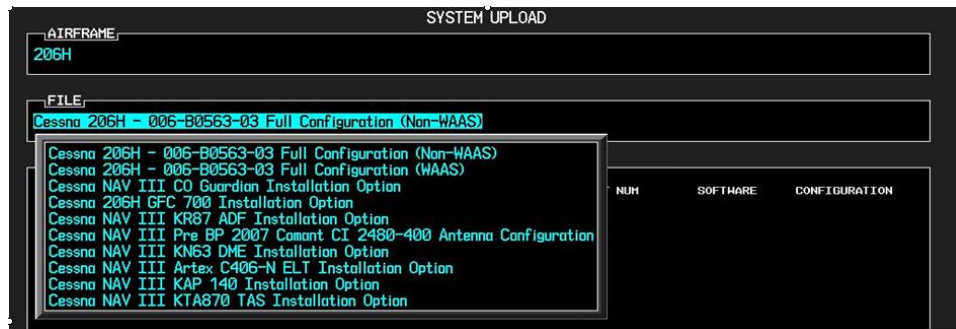 SYSTEM UPLOAD
AIRFRAME
206H
FILE
Cessna 206H - 006-B0563-03 Full Configuration (Non-WAAS)
Cessna 206H - 006-B0563-03 Full Configuration (Non-WAAS)
Cessna 206H - 006-B0563-03 Full Configuration (WAAS)
Cessna NAV III CO Guardian Installation Option
Cessna 206H GFC 700 Installation Option
Cessna NAV III KR87 ADF Installation Option
Cessna NAV III Pre BP 2007 Comant CI 2480-400 Antenna Configuration
Cessna NAV III KN63 DME Installation Option
Cessna NAV III Artex C406-N ELT Installation Option
Cessna NAV III KAP 140 Installation Option
Cessna NAV III KTA870 TAS Installation Option
NUM SOFTWARE CONFIGURATION